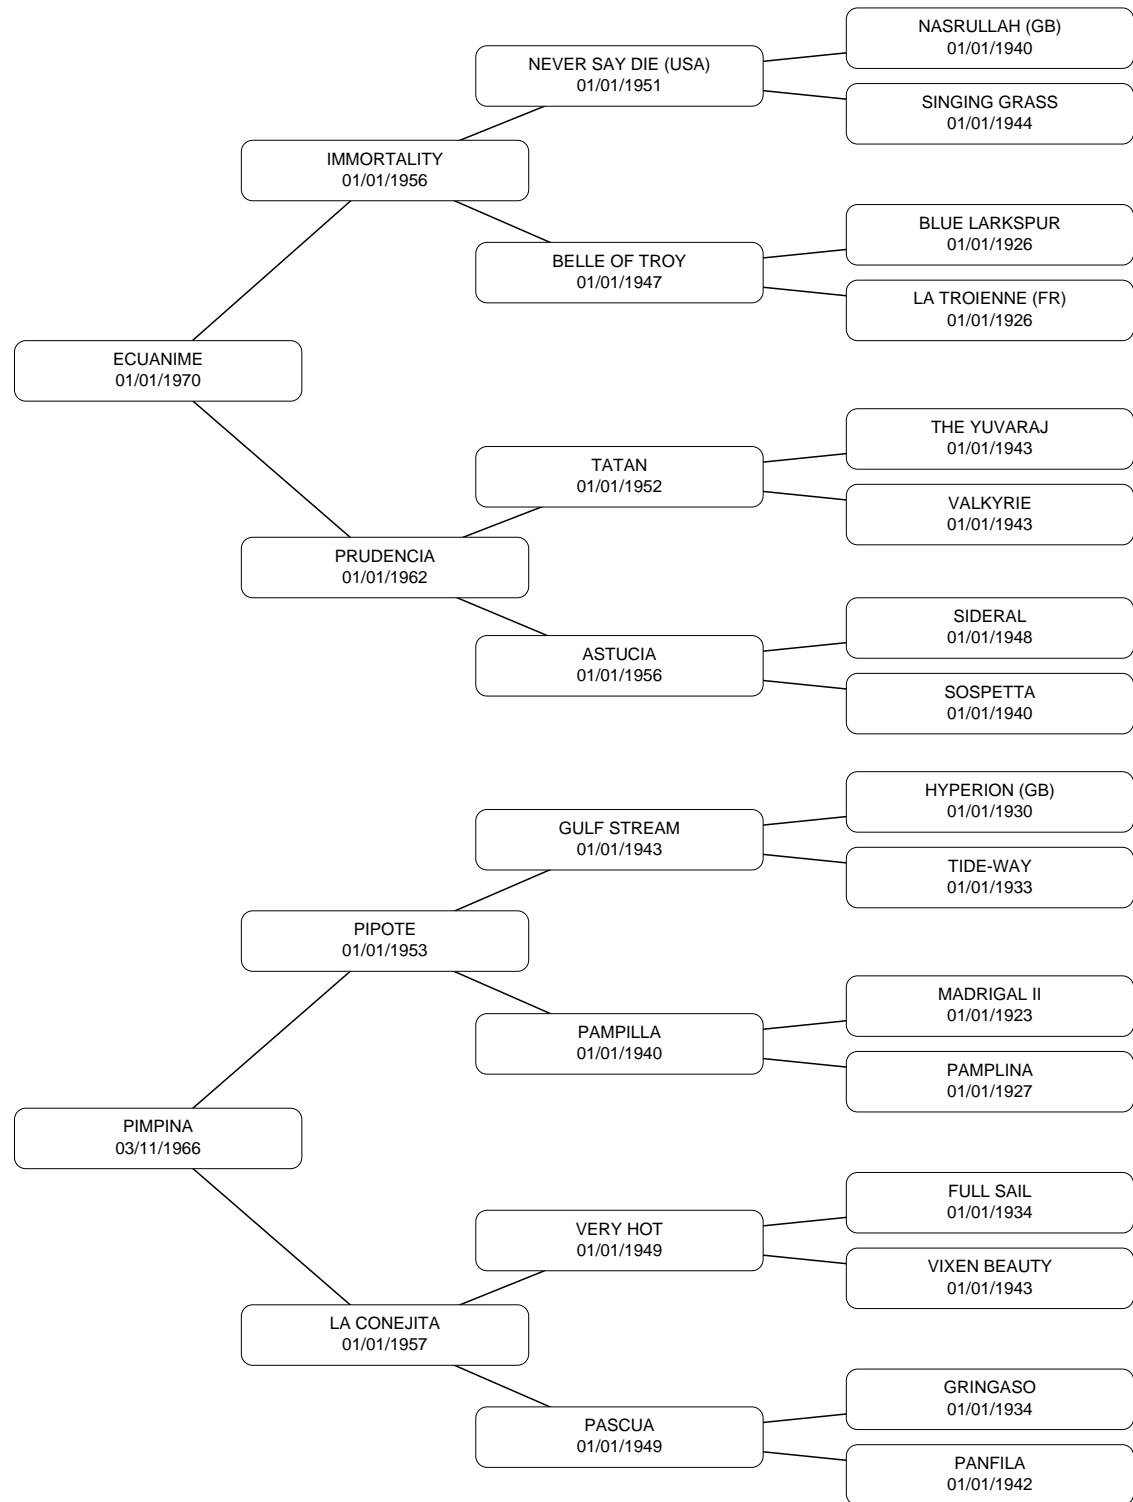 NASRULLAH (GB)
01/01/1940
NEVER SAY DIE (USA)
01/01/1951
SINGING GRASS
01/01/1944
IMMORTALITY
01/01/1956
BLUE LARKSPUR
01/01/1926
BELLE OF TROY
01/01/1947
LA TROIENNE (FR)
01/01/1926
ECUANIME
01/01/1970
THE YUVARAJ
01/01/1943
TATAN
01/01/1952
VALKYRIE
01/01/1943
PRUDENCIA
01/01/1962
SIDERAL
01/01/1948
ASTUCIA
01/01/1956
SOSPETTA
01/01/1940
HYPERION (GB)
01/01/1930
GULF STREAM
01/01/1943
TIDE-WAY
01/01/1933
PIPOTE
01/01/1953
MADRIGAL II
01/01/1923
PAMPILLA
01/01/1940
PAMPLINA
01/01/1927
PIMPINA
03/11/1966
FULL SAIL
01/01/1934
VERY HOT
01/01/1949
VIXEN BEAUTY
01/01/1943
LA CONEJITA
01/01/1957
GRINGASO
01/01/1934
PASCUA
01/01/1949
PANFILA
01/01/1942